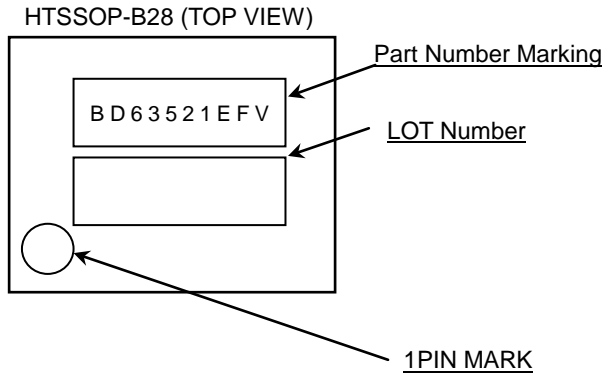 HTSSOP-B28 (TOP VIEW)
Part Number Marking
BD63521EFV
LOT Number
1PIN MARK